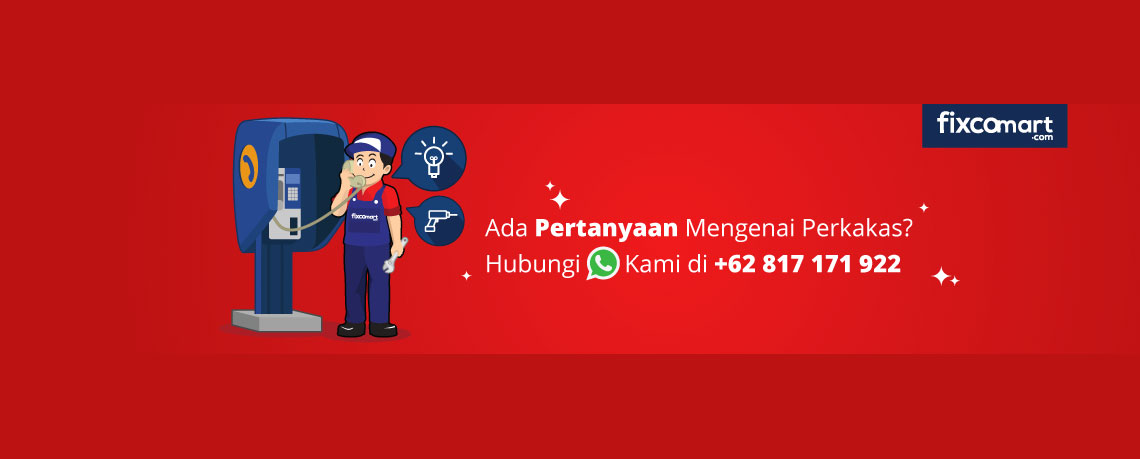 fixcomart
.com
fixcomart
Ada Pertanyaan Mengenai Perkakas?
Hubungi Kami di +62 817 171 922